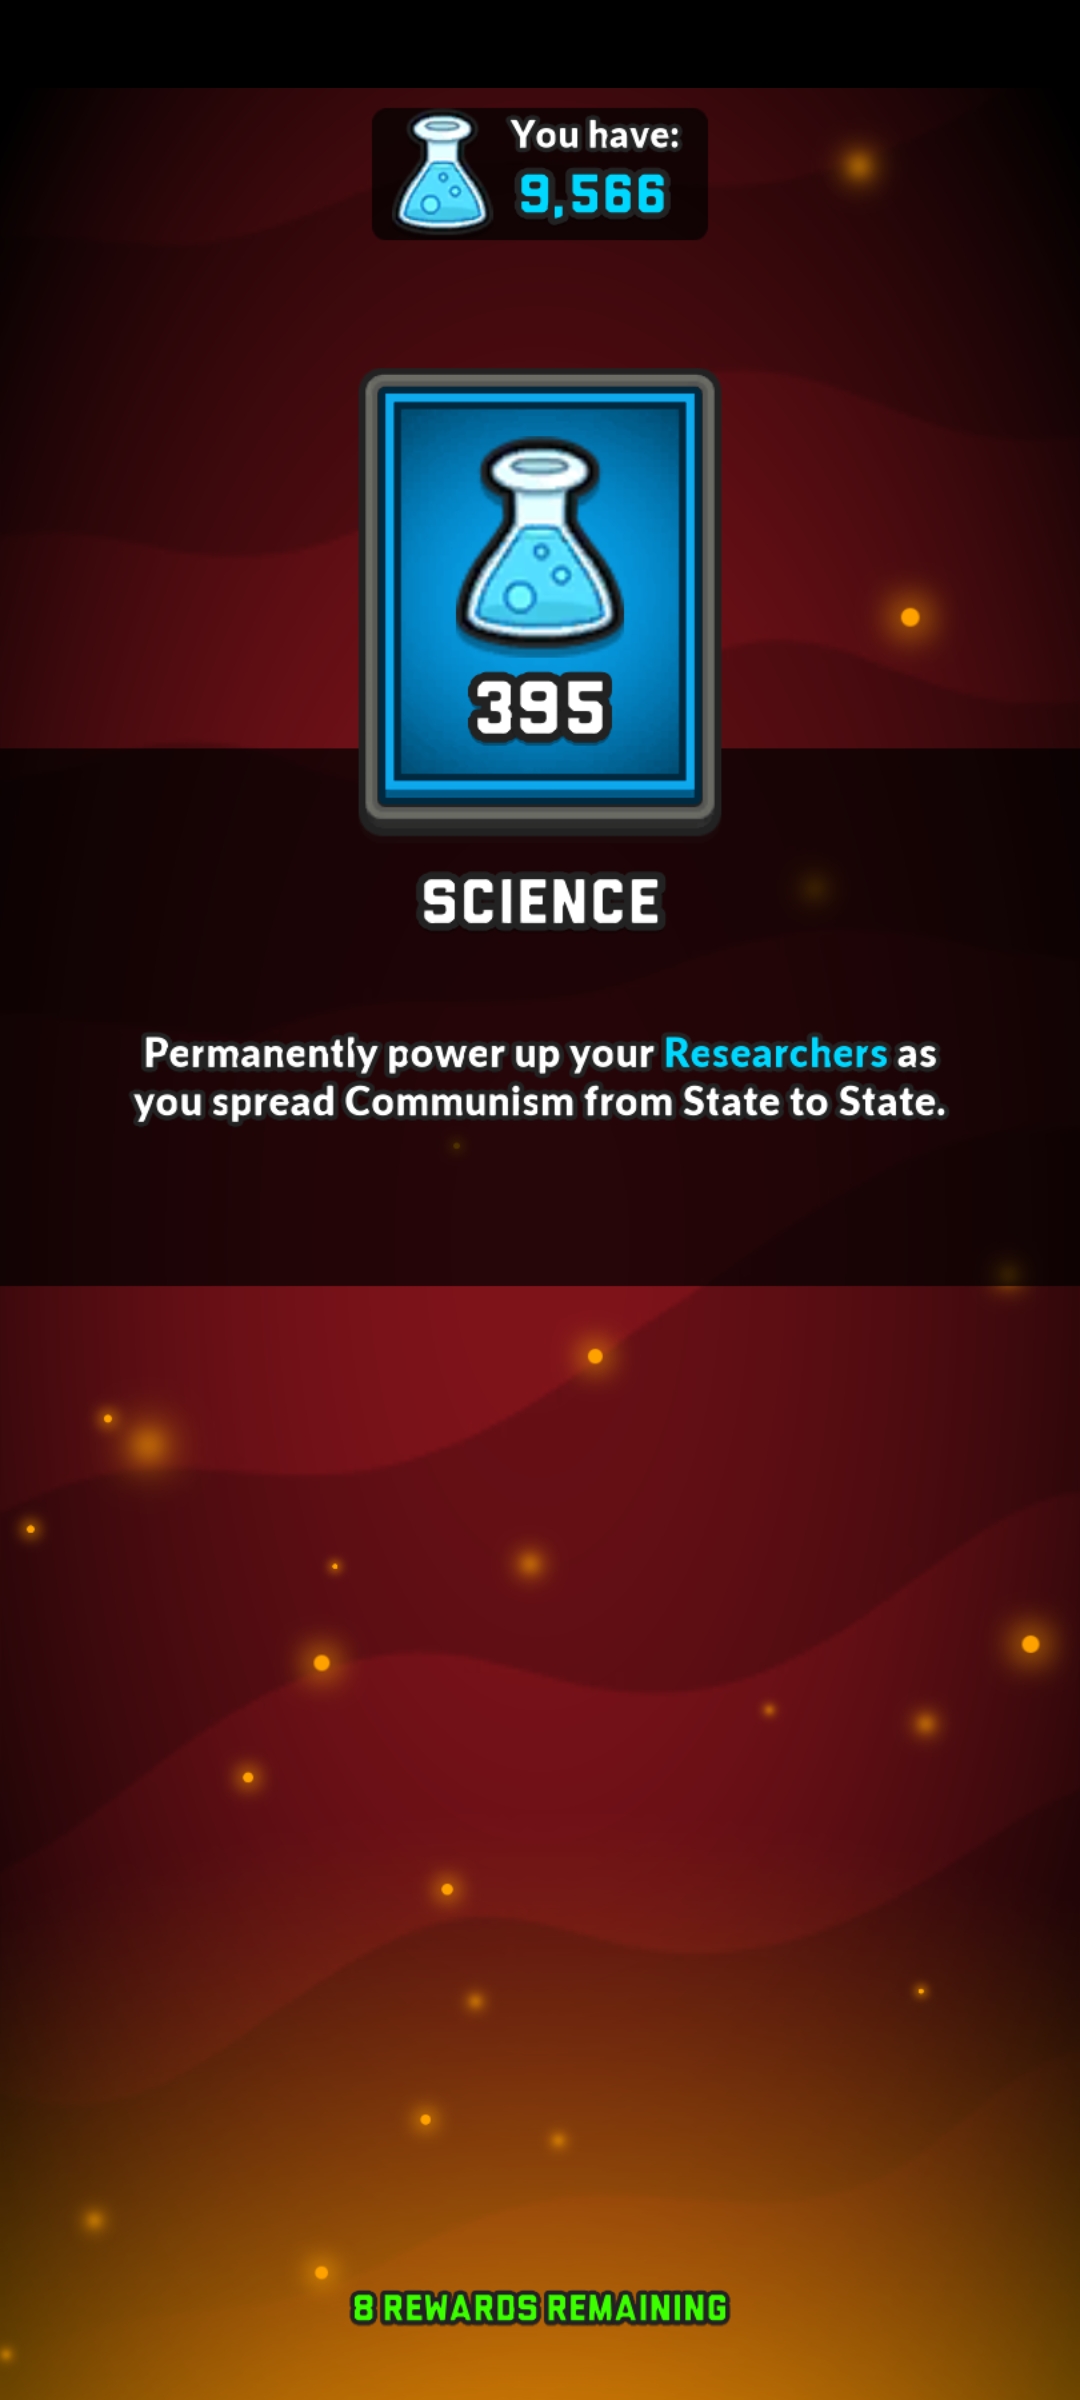 You have:
9,566
395
SCIENCE
Permanently power up your Researchers as
you spread Communism from State to State.
8 REWARDS REMAINING